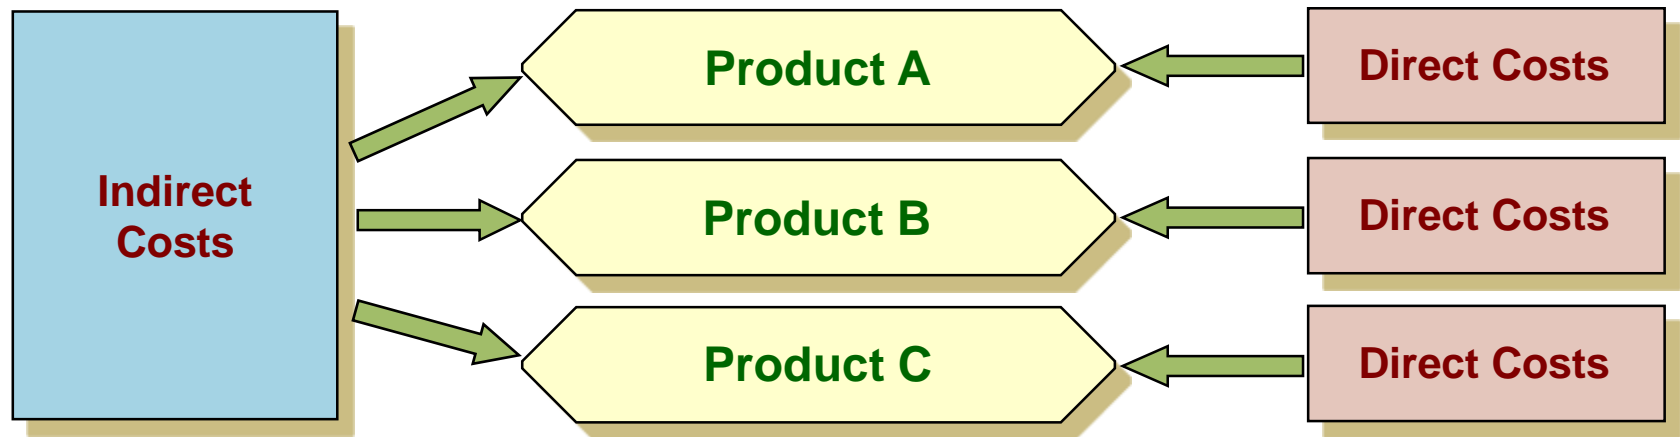 Indirect
Costs
Product A
Direct Costs
Product B
Direct Costs
Product C
Direct Costs